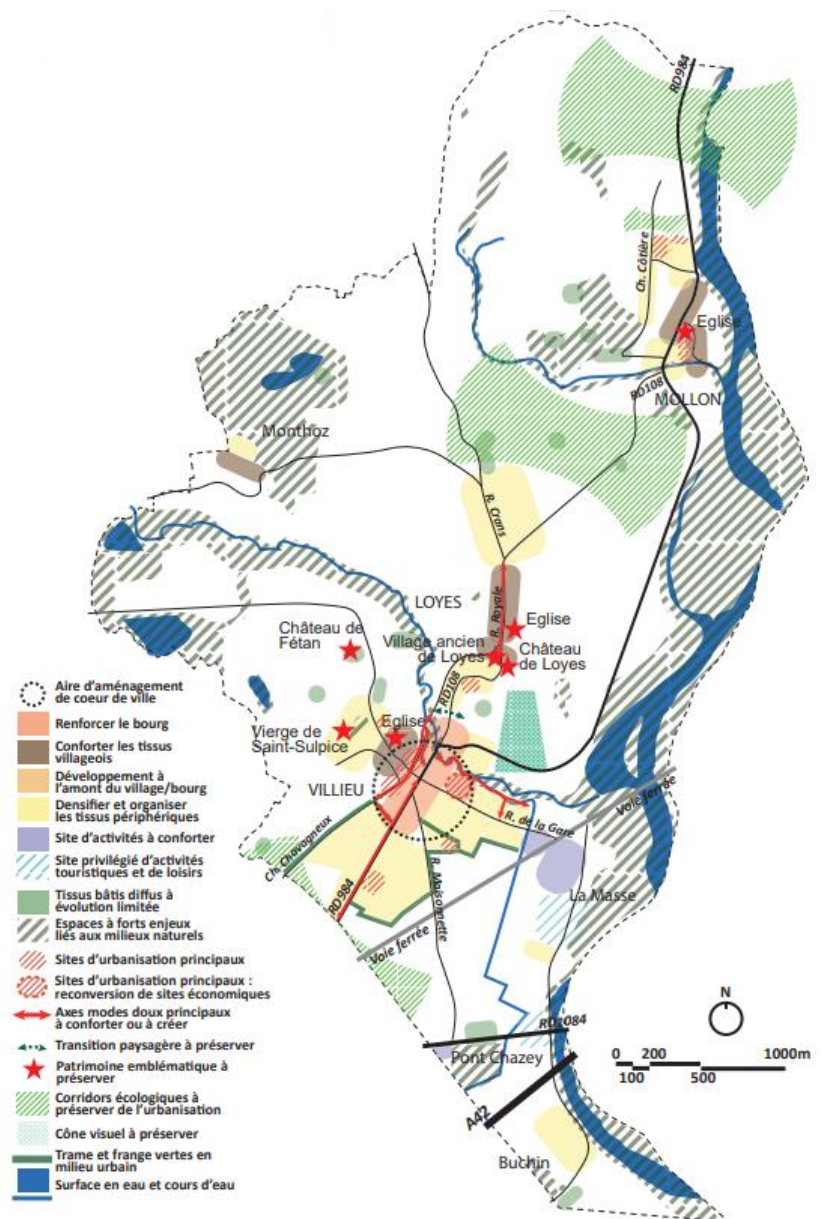 RD984
Ch. Côtière
Eglise
RD108
MOLLON
Monthoz
R. Crans
LOYES
R. Royale
Eglise
Château de
Fétan
Village ancien
de Loyes
Château
de Loyes
RD108
Vierge de
Saint-Sulpice
Eglise
VILLIEU
R. de la Gare
Voie ferrée
Ch. Chavagneux
RD984
R. Maisonnette
La Masse
Voie ferrée
RD1084
Pont Chazey
A42
Buchin
N
0 200 1000m
100 500
Aire d'aménagement
de coeur de ville
Renforcer le bourg
Conforter les tissus
villageois
Développement à
l'amont du village/bourg
Densifier et organiser
les tissus périphériques
Site d'activités à conforter
Site privilégié d'activités
touristiques et de loisirs
Tissus bâtis diffus à
évolution limitée
Espaces à forts enjeux
liés aux milieux naturels
Sites d'urbanisation principaux
Sites d'urbanisation principaux :
reconversion de sites économiques
Axes modes doux principaux
à conforter ou à créer
Transition paysagère à préserver
Patrimoine emblématique à
préserver
Corridors écologiques à
préserver de l'urbanisation
Cône visuel à préserver
Trame et frange vertes en
milieu urbain
Surface en eau et cours d'eau